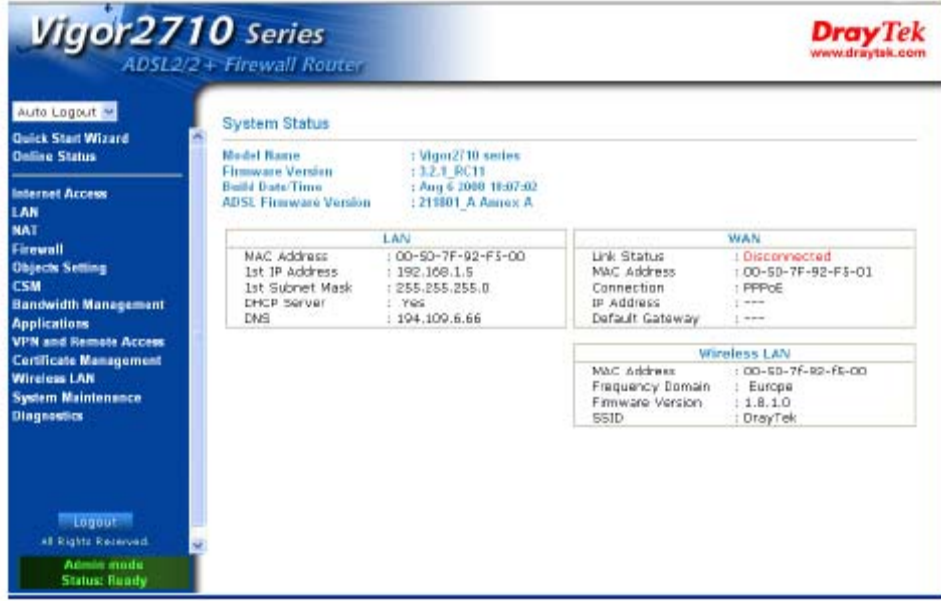 Vigor2710 Series
ADSL2/2+ Firewall Router
DrayTek
www.draytek.com
Auto Logout
Quick Start Wizard
Online Status
Internet Access
LAN
NAT
Firewall
Objects Setting
CSM
Bandwidth Management
Applications
VPN and Remote Access
Certificate Management
Wireless LAN
System Maintenance
Diagnostics
Logout
All Rights Reserved.
Admin mode
Status: Ready
System Status
Model Name : Vigor2710 series
Firmware Version : 3.2.1_RC11
Build Date/Time : Aug 6 2008 18:07:02
ADSL Firmware Version : 211801_A Annex A
LAN
MAC Address : 00-50-7F-92-F5-00
1st IP Address : 192.168.1.5
1st Subnet Mask : 255.255.255.0
DHCP Server : Yes
DNS : 194.109.6.66
WAN
Link Status : Disconnected
MAC Address : 00-50-7F-92-F5-01
Connection : PPPoE
IP Address : ---
Default Gateway : ---
Wireless LAN
MAC Address : 00-50-7f-92-f5-00
Frequency Domain : Europe
Firmware Version : 1.8.1.0
SSID : DrayTek